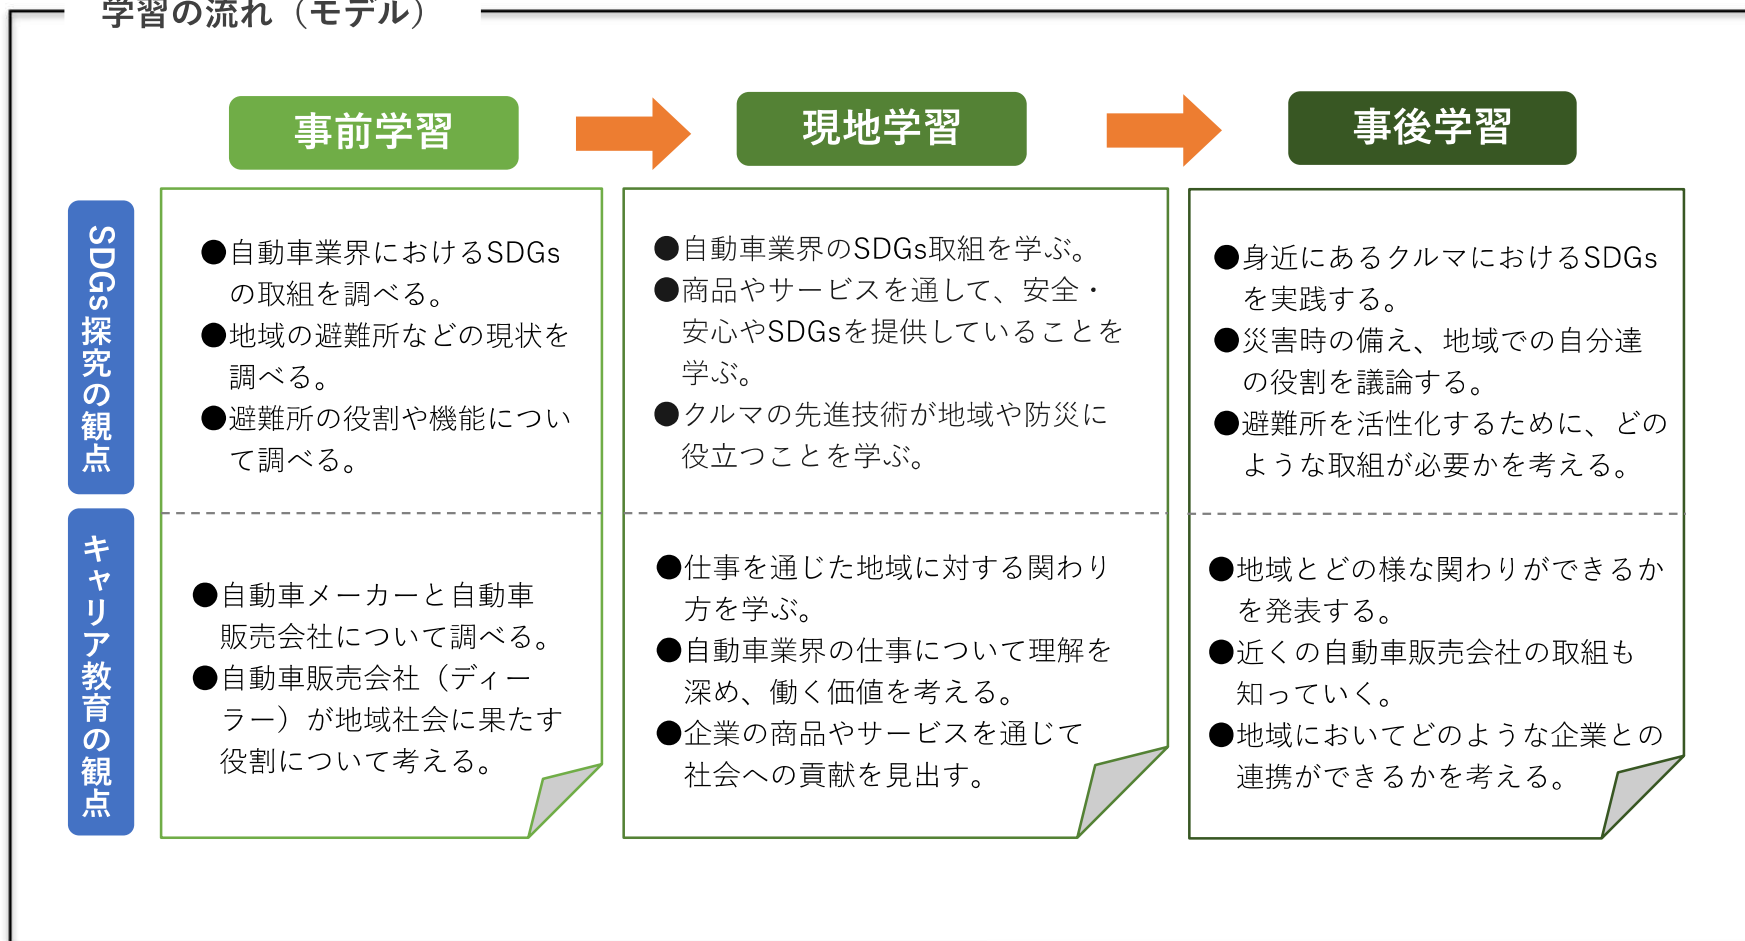 学習の流れ（モデル）
事前学習
現地学習
事後学習
SDGs探究の観点
●自動車業界におけるSDGs
の取組を調べる。
●地域の避難所などの現状を
調べる。
●避難所の役割や機能につい
て調べる。
●自動車業界のSDGs取組を学ぶ。
●商品やサービスを通して、安全・
安心やSDGsを提供していることを
学ぶ。
●クルマの先進技術が地域や防災に
役立つことを学ぶ。
●身近にあるクルマにおけるSDGs
を実践する。
●災害時の備え、地域での自分達
の役割を議論する。
●避難所を活性化するために、どの
ような取組が必要かを考える。
キャリア教育の観点
●自動車メーカーと自動車
販売会社について調べる。
●自動車販売会社（ディー
ラー）が地域社会に果たす
役割について考える。
●仕事を通じた地域に対する関わり
方を学ぶ。
●自動車業界の仕事について理解を
深め、働く価値を考える。
●企業の商品やサービスを通じて
社会への貢献を見出す。
●地域とどの様な関わりができるか
を発表する。
●近くの自動車販売会社の取組も
知っていく。
●地域においてどのような企業との
連携ができるかを考える。